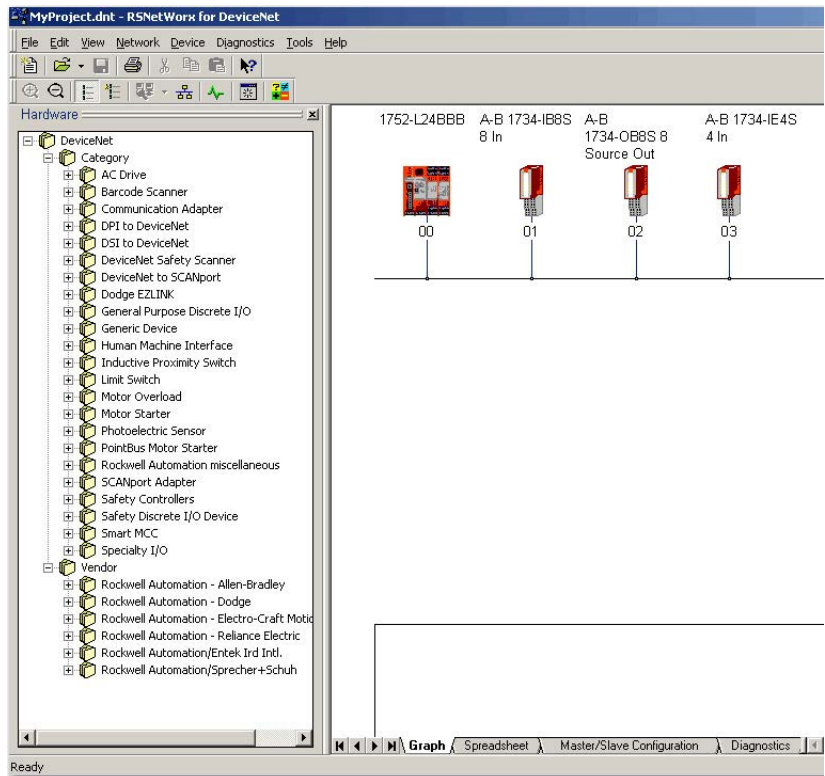 MyProject.dnt - RSNetWorx for DeviceNet
File Edit View Network Device Diagnostics Tools Help
Hardware
DeviceNet
Category
AC Drive
Barcode Scanner
Communication Adapter
DPI to DeviceNet
DSI to DeviceNet
DeviceNet Safety Scanner
DeviceNet to SCANport
Dodge EZLINK
General Purpose Discrete I/O
Generic Device
Human Machine Interface
Inductive Proximity Switch
Limit Switch
Motor Overload
Motor Starter
Photoelectric Sensor
PointBus Motor Starter
Rockwell Automation miscellaneous
SCANport Adapter
Safety Controllers
Safety Discrete I/O Device
Smart MCC
Specialty I/O
Vendor
Rockwell Automation - Allen-Bradley
Rockwell Automation - Dodge
Rockwell Automation - Electro-Craft Motic
Rockwell Automation - Reliance Electric
Rockwell Automation/Entek Ird Intl.
Rockwell Automation/Sprecher+Schuh
1752-L24BBB
00
A-B 1734-IB8S
8 In
01
A-B
1734-OB8S 8
Source Out
02
A-B 1734-IE4S
4 In
03
Graph Spreadsheet Master/Slave Configuration Diagnostics
Ready